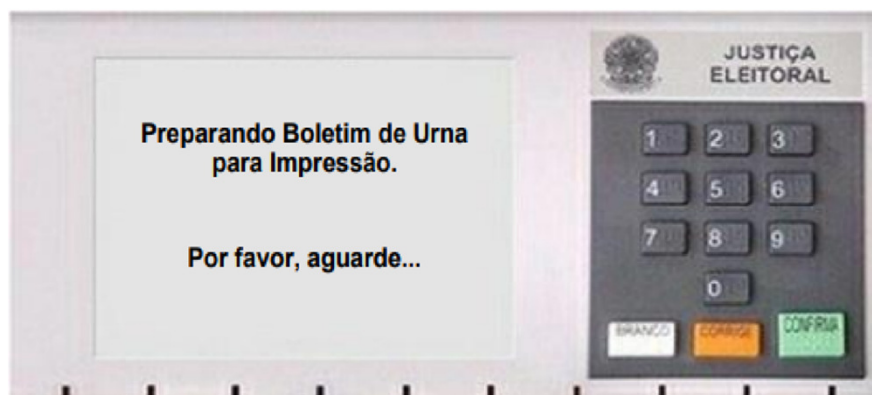 Preparando Boletim de Urna
para Impressão.
Por favor, aguarde...
JUSTIÇA
ELEITORAL
1 2 3
4 5 6
7 8 9
0
BRANCO CORRIGE CONFIRMA